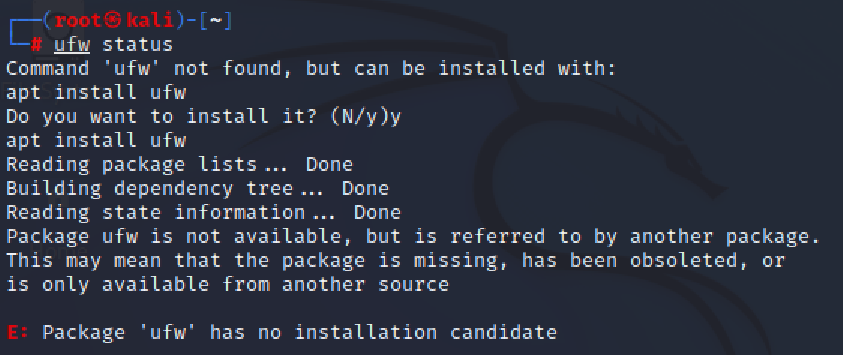 ┌──(root㉿kali)-[~]
└─# ufw status
Command 'ufw' not found, but can be installed with:
apt install ufw
Do you want to install it? (N/y)y
apt install ufw
Reading package lists... Done
Building dependency tree... Done
Reading state information... Done
Package ufw is not available, but is referred to by another package.
This may mean that the package is missing, has been obsoleted, or
is only available from another source

E: Package 'ufw' has no installation candidate